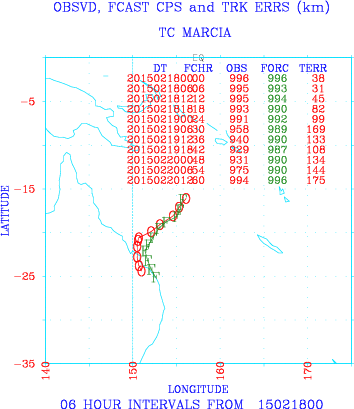 OBSVD, FCAST CPS and TRK ERRS (km)
TC MARCIA
EQ
DT FCHR OBS FORC TERR
2015021800 00 996 996 38
2015021806 06 995 993 31
2015021812 12 995 994 45
2015021818 18 993 990 82
2015021900 24 991 992 99
2015021906 30 958 989 169
2015021912 36 940 990 133
2015021918 42 929 987 108
2015022000 48 931 990 134
2015022006 54 975 990 144
2015022012 60 994 996 175
-5
-15
-25
-35
LATITUDE
140 150 160 170
LONGITUDE
06 HOUR INTERVALS FROM 15021800